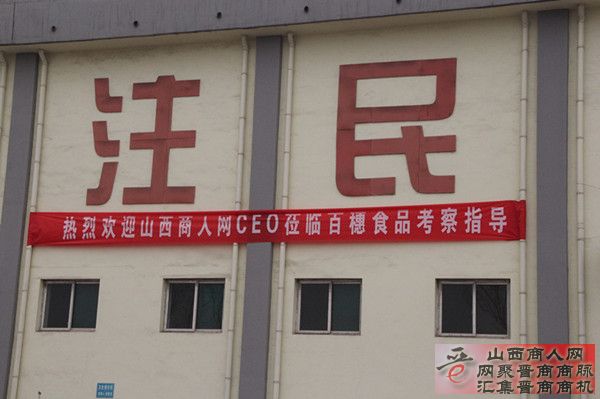 注民
热烈欢迎山西商人网CEO莅临百穗食品考察指导
山西商人网
网聚晋商商脉
汇集晋商商机